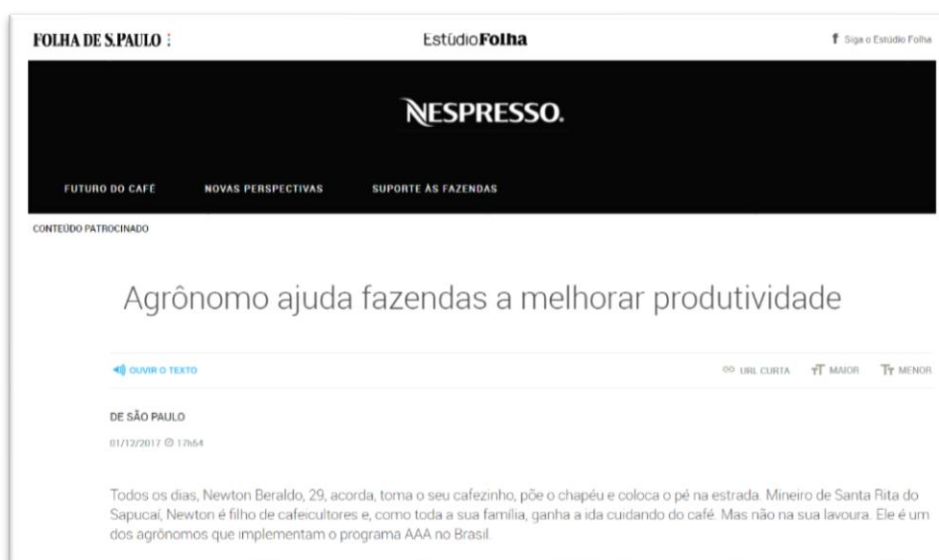 FOLHA DE S.PAULO
EstúdioFolha
f Siga o Estúdio Folha
NESPRESSO.
FUTURO DO CAFÉ NOVAS PERSPECTIVAS SUPORTE ÀS FAZENDAS
CONTEÚDO PATROCINADO
Agrônomo ajuda fazendas a melhorar produtividade
OUVIR O TEXTO URL CURTA TT MAIOR TT MENOR
DE SÃO PAULO
01/12/2017 17h54
Todos os dias, Newton Beraldo, 29, acorda, toma o seu cafezinho, põe o chapéu e coloca o pé na estrada. Mineiro de Santa Rita do
Sapucaí, Newton é filho de cafeicultores e, como toda a sua família, ganha a ida cuidando do café. Mas não na sua lavoura. Ele é um
dos agrônomos que implementam o programa AAA no Brasil.